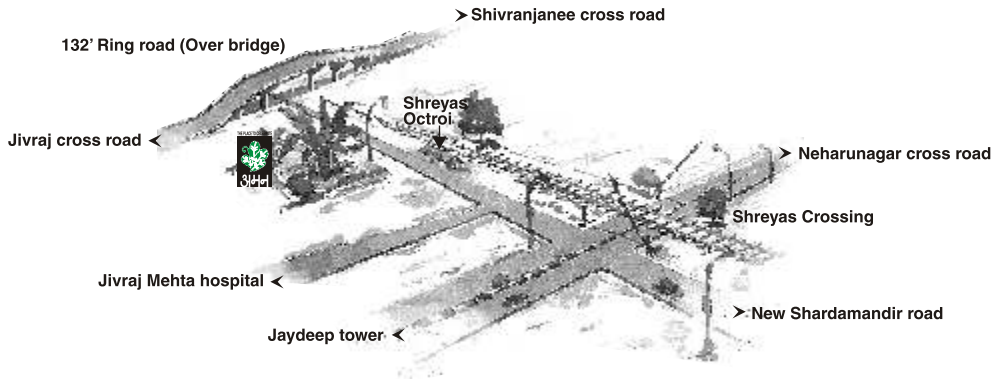 Shivranjanee cross road
132' Ring road (Over bridge)
Shreyas
Octroi
Jivraj cross road
Neharunagar cross road
Shreyas Crossing
Jivraj Mehta hospital
New Shardamandir road
Jaydeep tower